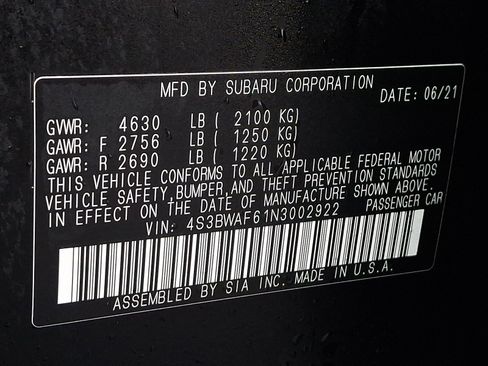 MFD BY SUBARU CORPORATION
DATE: 06/21
GVWR: 4630 LB ( 2100 KG)
GAWR: F 2756 LB ( 1250 KG)
GAWR: R 2690 LB ( 1220 KG)
THIS VEHICLE CONFORMS TO ALL APPLICABLE FEDERAL MOTOR
VEHICLE SAFETY,BUMPER,AND THEFT PREVENTION STANDARDS
IN EFFECT ON THE DATE OF MANUFACTURE SHOWN ABOVE.
VIN: 4S3BWAF61N3002922 PASSENGER CAR
ASSEMBLED BY SIA INC. MADE IN U.S.A.